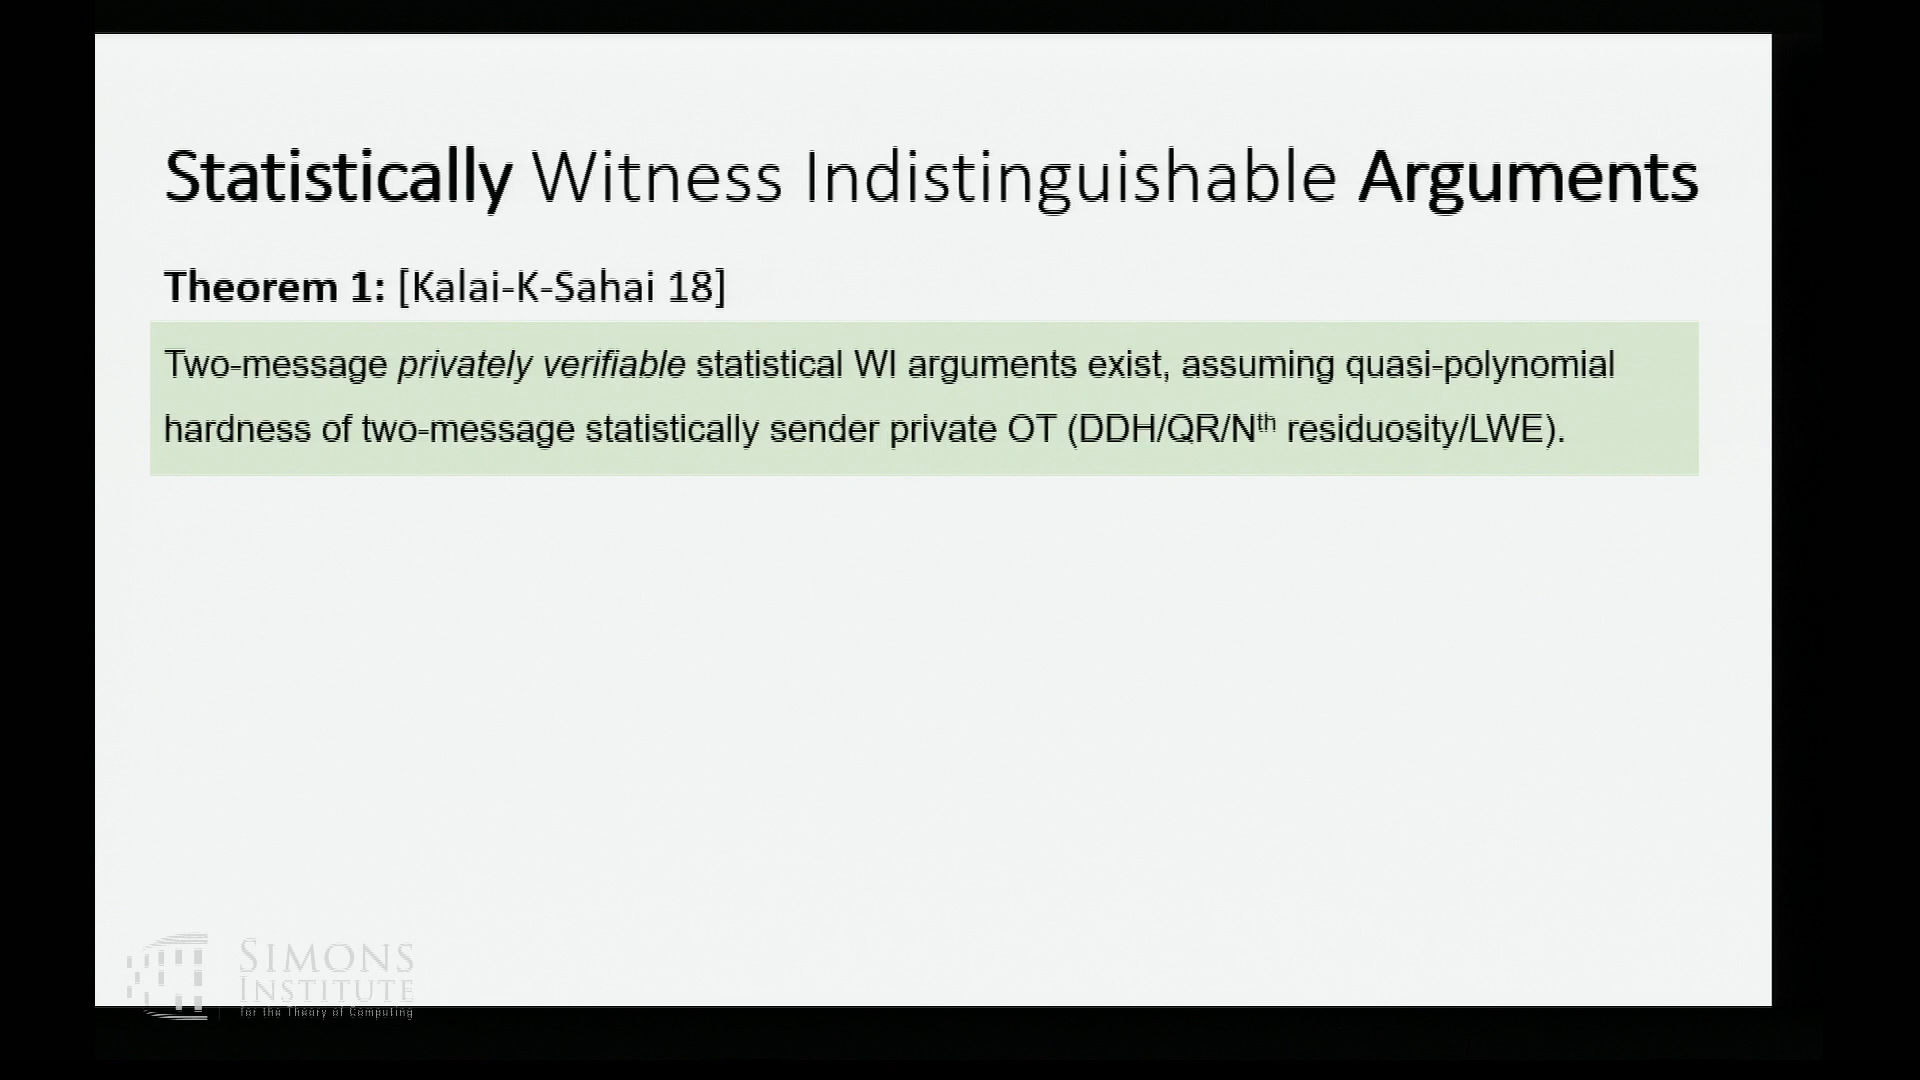 Statistically Witness Indistinguishable Arguments
Theorem 1: [Kalai-K-Sahai 18]
Two-message privately verifiable statistical WI arguments exist, assuming quasi-polynomial
hardness of two-message statistically sender private OT (DDH/QR/Nth residuosity/LWE).
SIMONS
INSTITUTE
for the Theory of Computing